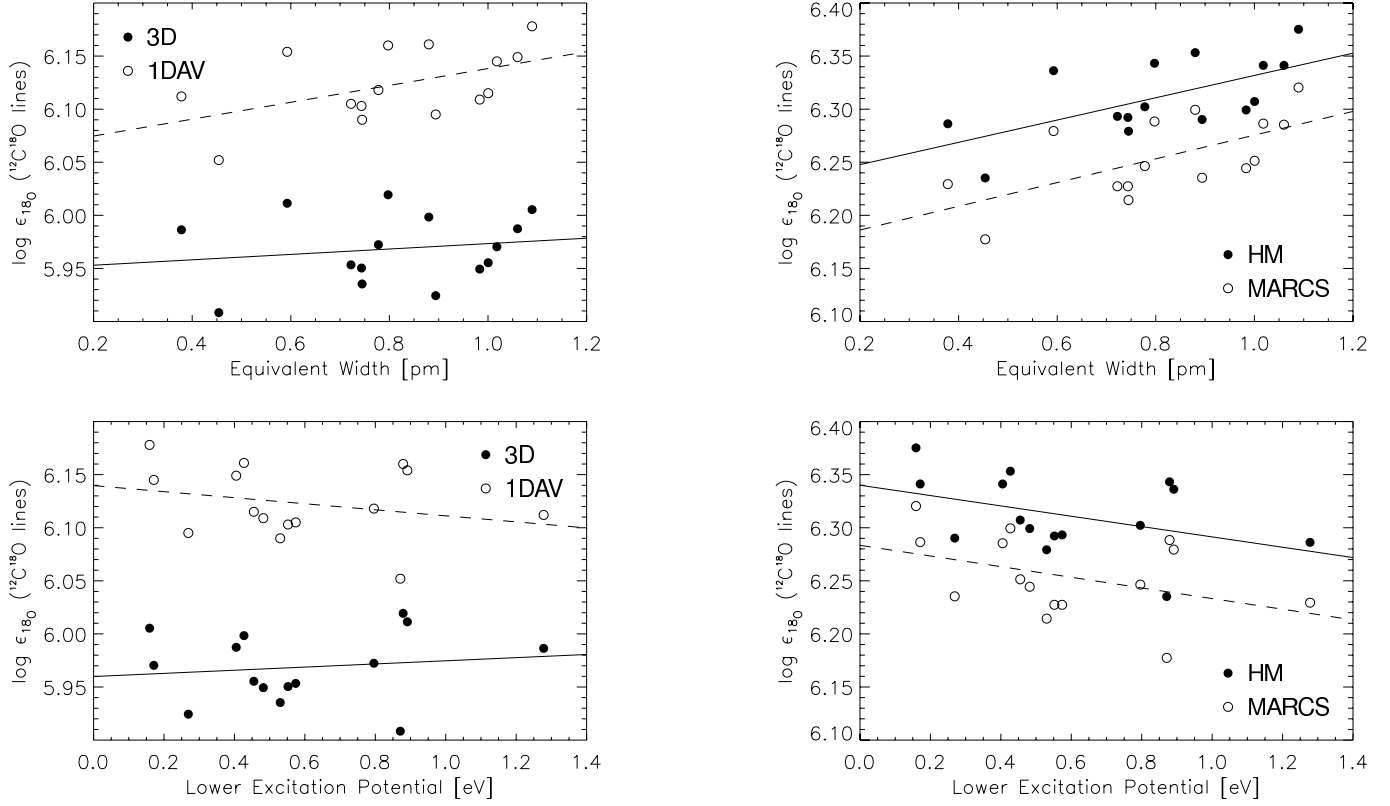 3D
1DAV
6.15
6.10
6.05
6.00
5.95
log ε18O (12C18O lines)
0.2 0.4 0.6 0.8 1.0 1.2
Equivalent Width [pm]
6.40
6.35
6.30
6.25
6.20
6.15
6.10
log ε18O (12C18O lines)
HM
MARCS
0.2 0.4 0.6 0.8 1.0 1.2
Equivalent Width [pm]
3D
1DAV
6.15
6.10
6.05
6.00
5.95
log ε18O (12C18O lines)
0.0 0.2 0.4 0.6 0.8 1.0 1.2 1.4
Lower Excitation Potential [eV]
6.40
6.35
6.30
6.25
6.20
6.15
6.10
log ε18O (12C18O lines)
HM
MARCS
0.0 0.2 0.4 0.6 0.8 1.0 1.2 1.4
Lower Excitation Potential [eV]